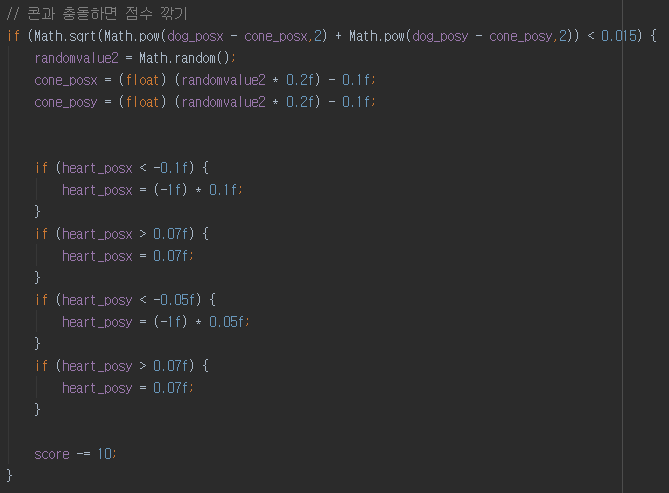 // 콘과 충돌하면 점수 깎기
if (Math.sqrt(Math.pow(dog_posx - cone_posx,2) + Math.pow(dog_posy - cone_posy,2)) < 0.015) {
randomvalue2 = Math.random();
cone_posx = (float) (randomvalue2 * 0.2f) - 0.1f;
cone_posy = (float) (randomvalue2 * 0.2f) - 0.1f;
if (heart_posx < -0.1f) {
heart_posx = (-1f) * 0.1f;
}
if (heart_posx > 0.07f) {
heart_posx = 0.07f;
}
if (heart_posy < -0.05f) {
heart_posy = (-1f) * 0.05f;
}
if (heart_posy > 0.07f) {
heart_posy = 0.07f;
}
score -= 10;
}